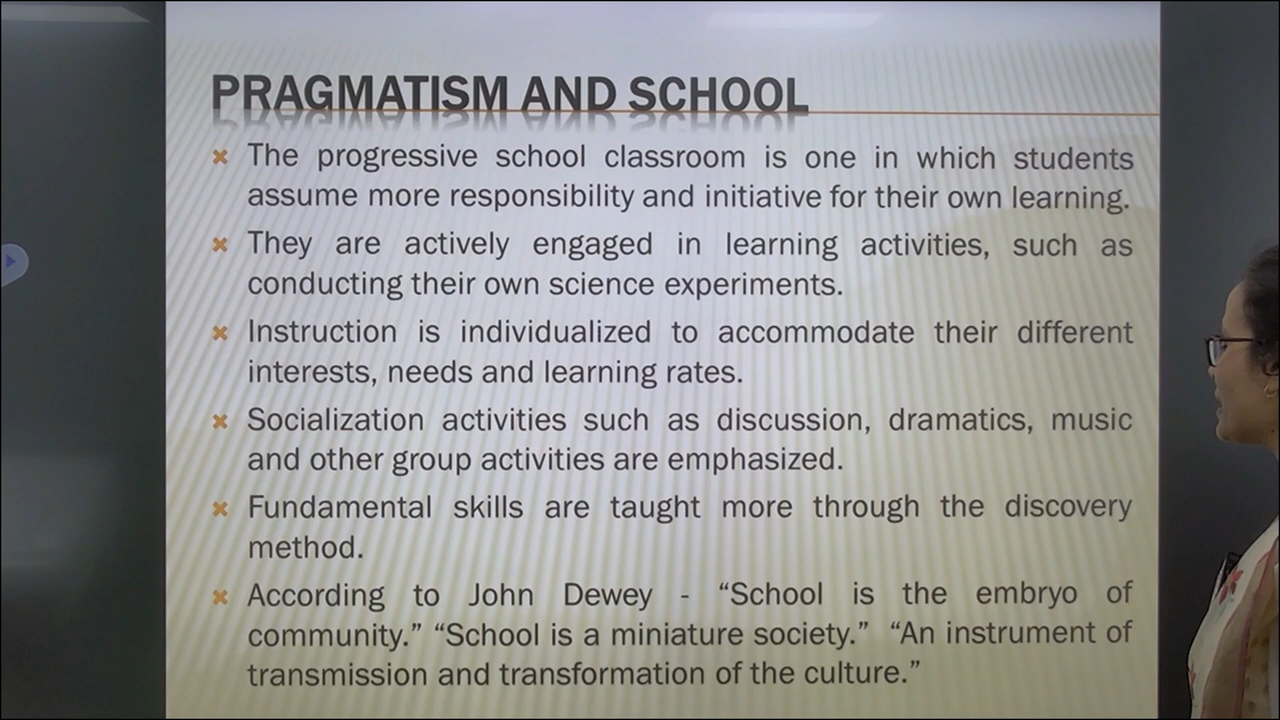 PRAGMATISM AND SCHOOL
The progressive school classroom is one in which students
assume more responsibility and initiative for their own learning.
They are actively engaged in learning activities, such as
conducting their own science experiments.
Instruction is individualized to accommodate their different
interests, needs and learning rates.
Socialization activities such as discussion, dramatics, music
and other group activities are emphasized.
Fundamental skills are taught more through the discovery
method.
According to John Dewey - “School is the embryo of
community.” “School is a miniature society.” “An instrument of
transmission and transformation of the culture.”